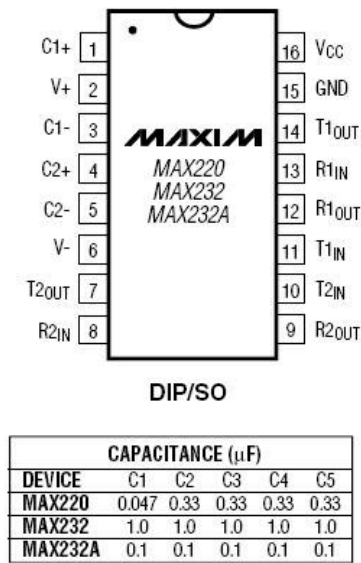 C1+ 1 16 VCC
V+ 2 15 GND
C1- 3 MAXIM 14 T1OUT
C2+ 4 MAX220 13 R1IN
MAX232
C2- 5 MAX232A 12 R1OUT
V- 6 11 T1IN
T2OUT 7 10 T2IN
R2IN 8 9 R2OUT
DIP/SO
CAPACITANCE (μF)
DEVICE C1 C2 C3 C4 C5
MAX220 0.047 0.33 0.33 0.33 0.33
MAX232 1.0 1.0 1.0 1.0 1.0
MAX232A 0.1 0.1 0.1 0.1 0.1